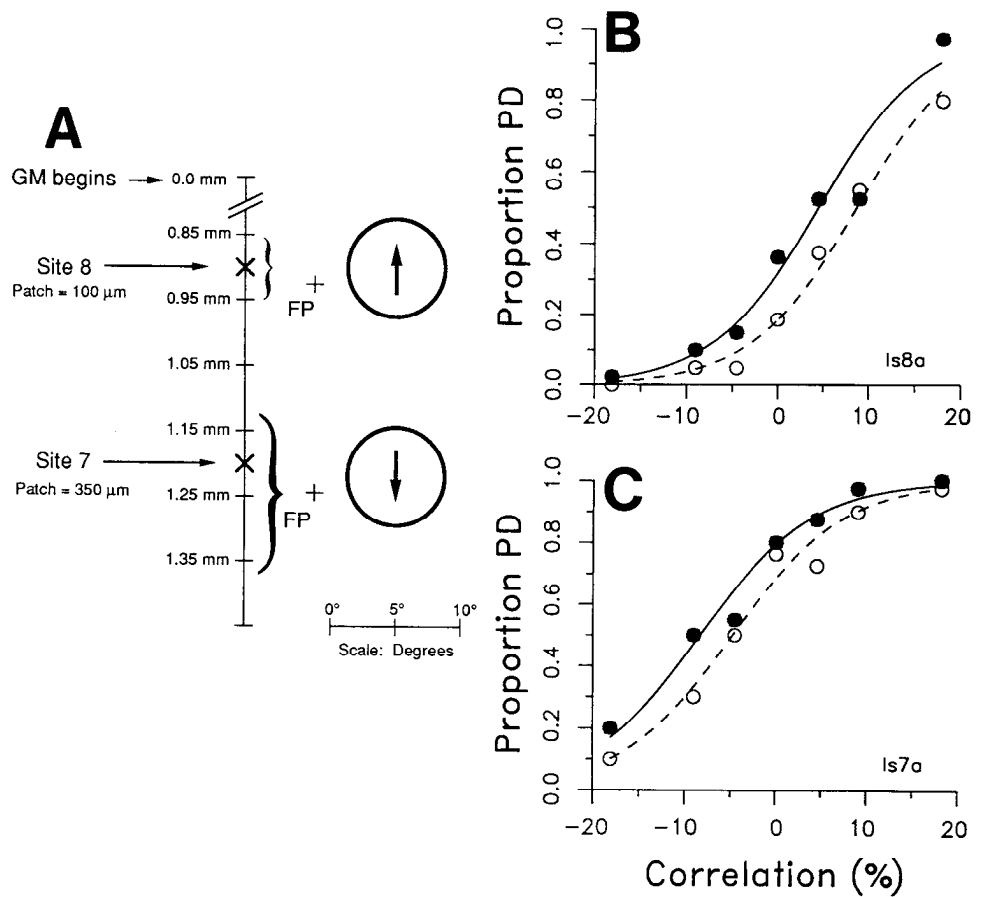 A
GM begins 0.0 mm
0.85 mm
Site 8
Patch = 100 μm
0.95 mm
FP
1.05 mm
1.15 mm
Site 7
Patch = 350 μm
1.25 mm
FP
1.35 mm
0° 5° 10°
Scale: Degrees
B
Proportion PD
1.0
0.8
0.6
0.4
0.2
0.0
ls8a
-20 -10 0 10 20
C
Proportion PD
1.0
0.8
0.6
0.4
0.2
0.0
ls7a
-20 -10 0 10 20
Correlation (%)